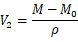 V₂ = (M − M₀) / ρ